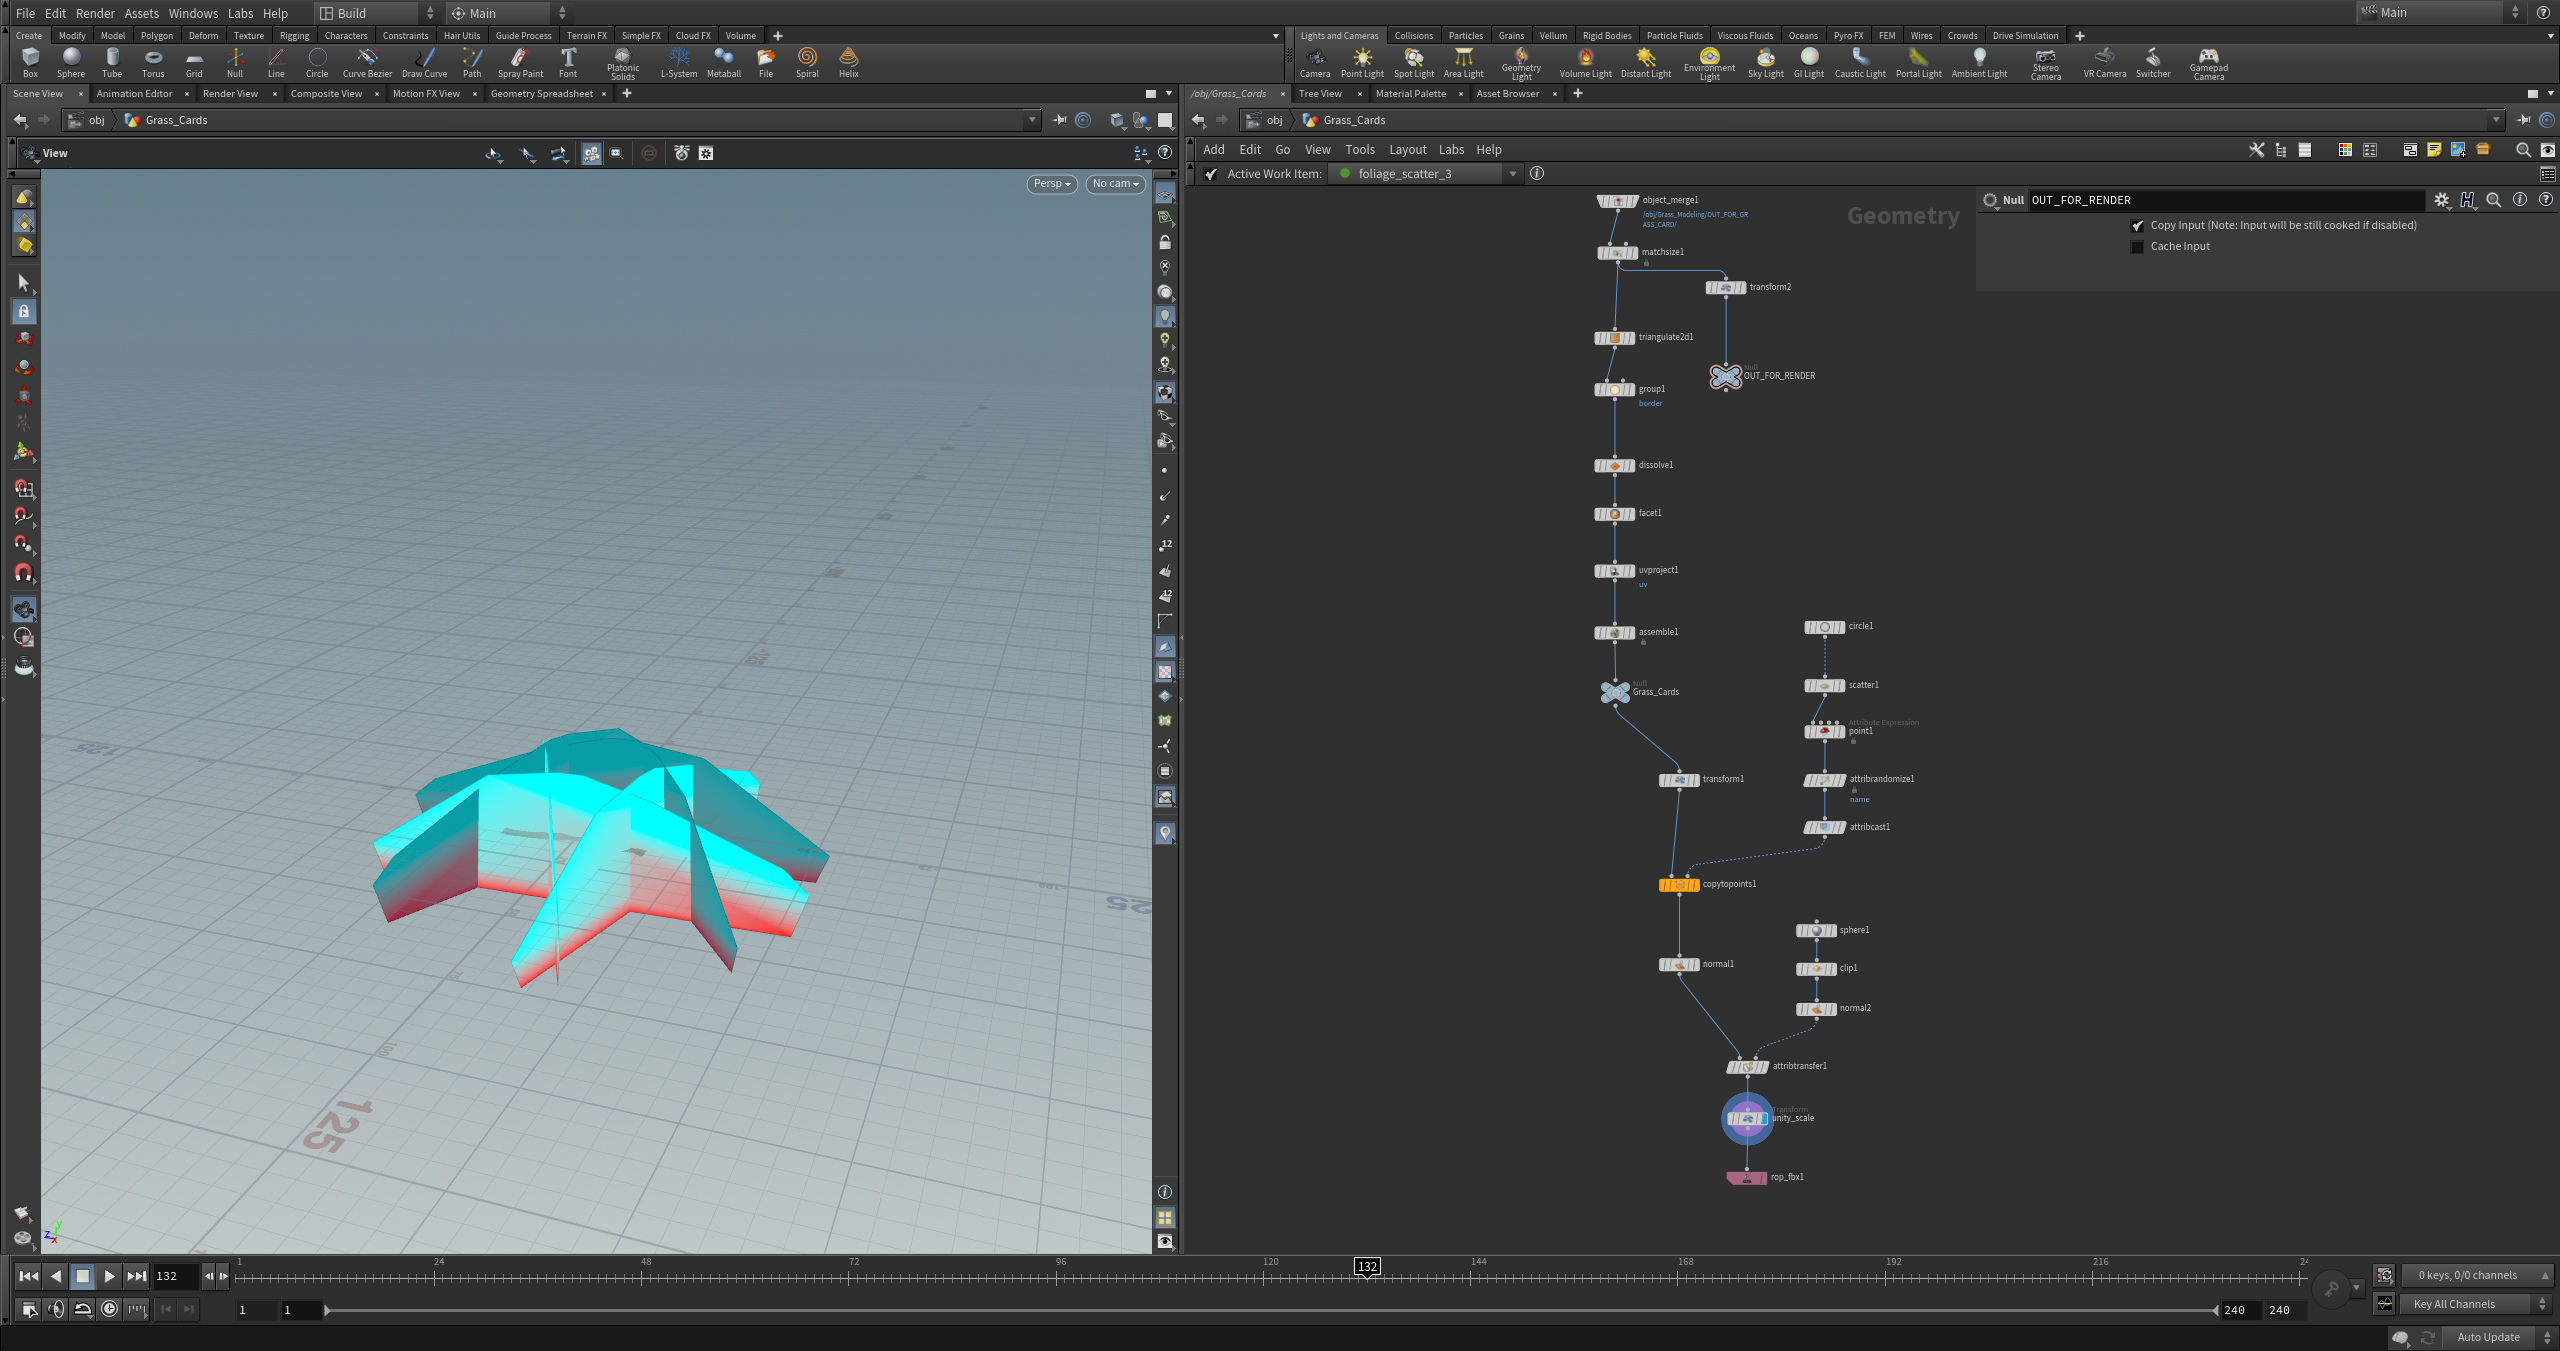 File Edit Render Assets Windows Labs Help Build Main Main
Create Modify Model Polygon Deform Texture Rigging Characters Constraints Hair Utils Guide Process Terrain FX Simple FX Cloud FX Volume
Lights and Cameras Collisions Particles Grains Vellum Rigid Bodies Particle Fluids Viscous Fluids Oceans Pyro FX FEM Wires Crowds Drive Simulation
Box Sphere Tube Torus Grid Null Line Circle Curve Bezier Draw Curve Path Spray Paint Font Platonic Solids L-System Metaball File Spiral Helix
Camera Point Light Spot Light Area Light Geometry Light Volume Light Distant Light Environment Light Sky Light GI Light Caustic Light Portal Light Ambient Light Stereo Camera VR Camera Switcher Gamepad Camera
Scene View Animation Editor Render View Composite View Motion FX View Geometry Spreadsheet
/obj/Grass_Cards Tree View Material Palette Asset Browser
obj Grass_Cards
obj Grass_Cards
View
Add Edit Go View Tools Layout Labs Help
Active Work Item: foliage_scatter_3
Persp No cam
Geometry
Null OUT_FOR_RENDER
Copy Input (Note: Input will be still cooked if disabled)
Cache Input
object_merge1
/obj/Grass_Modeling/OUT_FOR_GR
ASS_CARD/
matchsize1
transform2
triangulate2d1
Null
OUT_FOR_RENDER
group1
border
dissolve1
facet1
uvproject1
uv
assemble1
circle1
Null
Grass_Cards
scatter1
Attribute Expression
point1
transform1
attribrandomize1
name
attribcast1
copytopoints1
sphere1
normal1
clip1
normal2
attribtransfer1
Transform
unity_scale
rop_fbx1
125
125
125
100
75
12
12
z y x
132
1 24 48 72 96 120 132 144 168 192 216 24
0 keys, 0/0 channels
1 1 240 240
Key All Channels
Auto Update